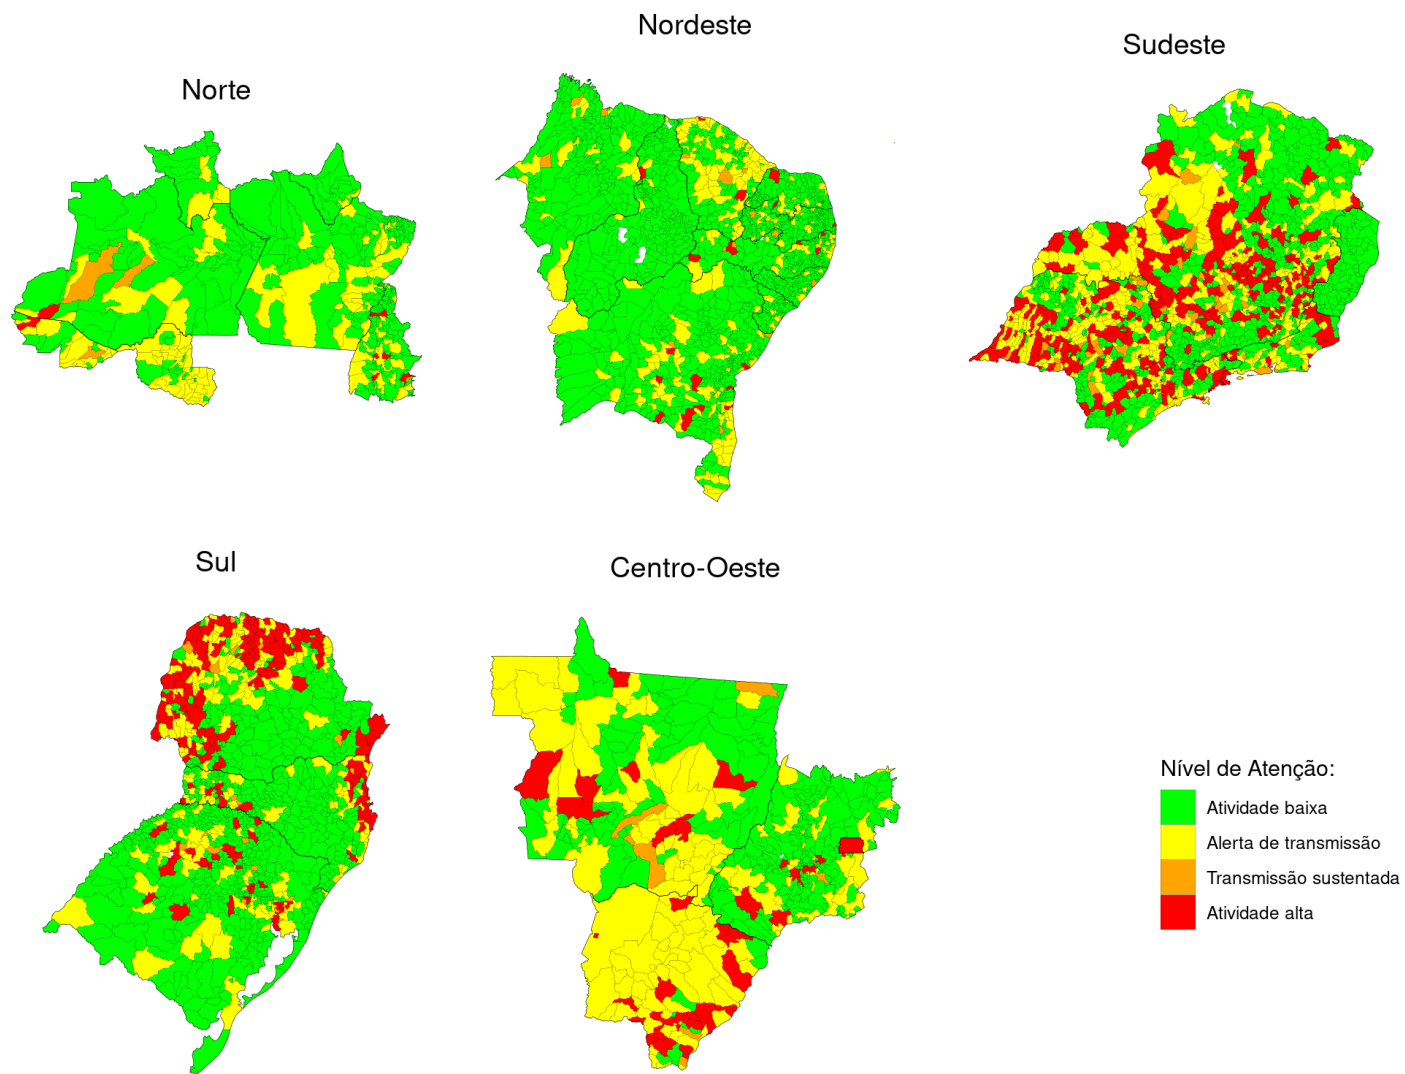 Norte
Nordeste
Sudeste
Sul
Centro-Oeste
Nível de Atenção:
Atividade baixa
Alerta de transmissão
Transmissão sustentada
Atividade alta